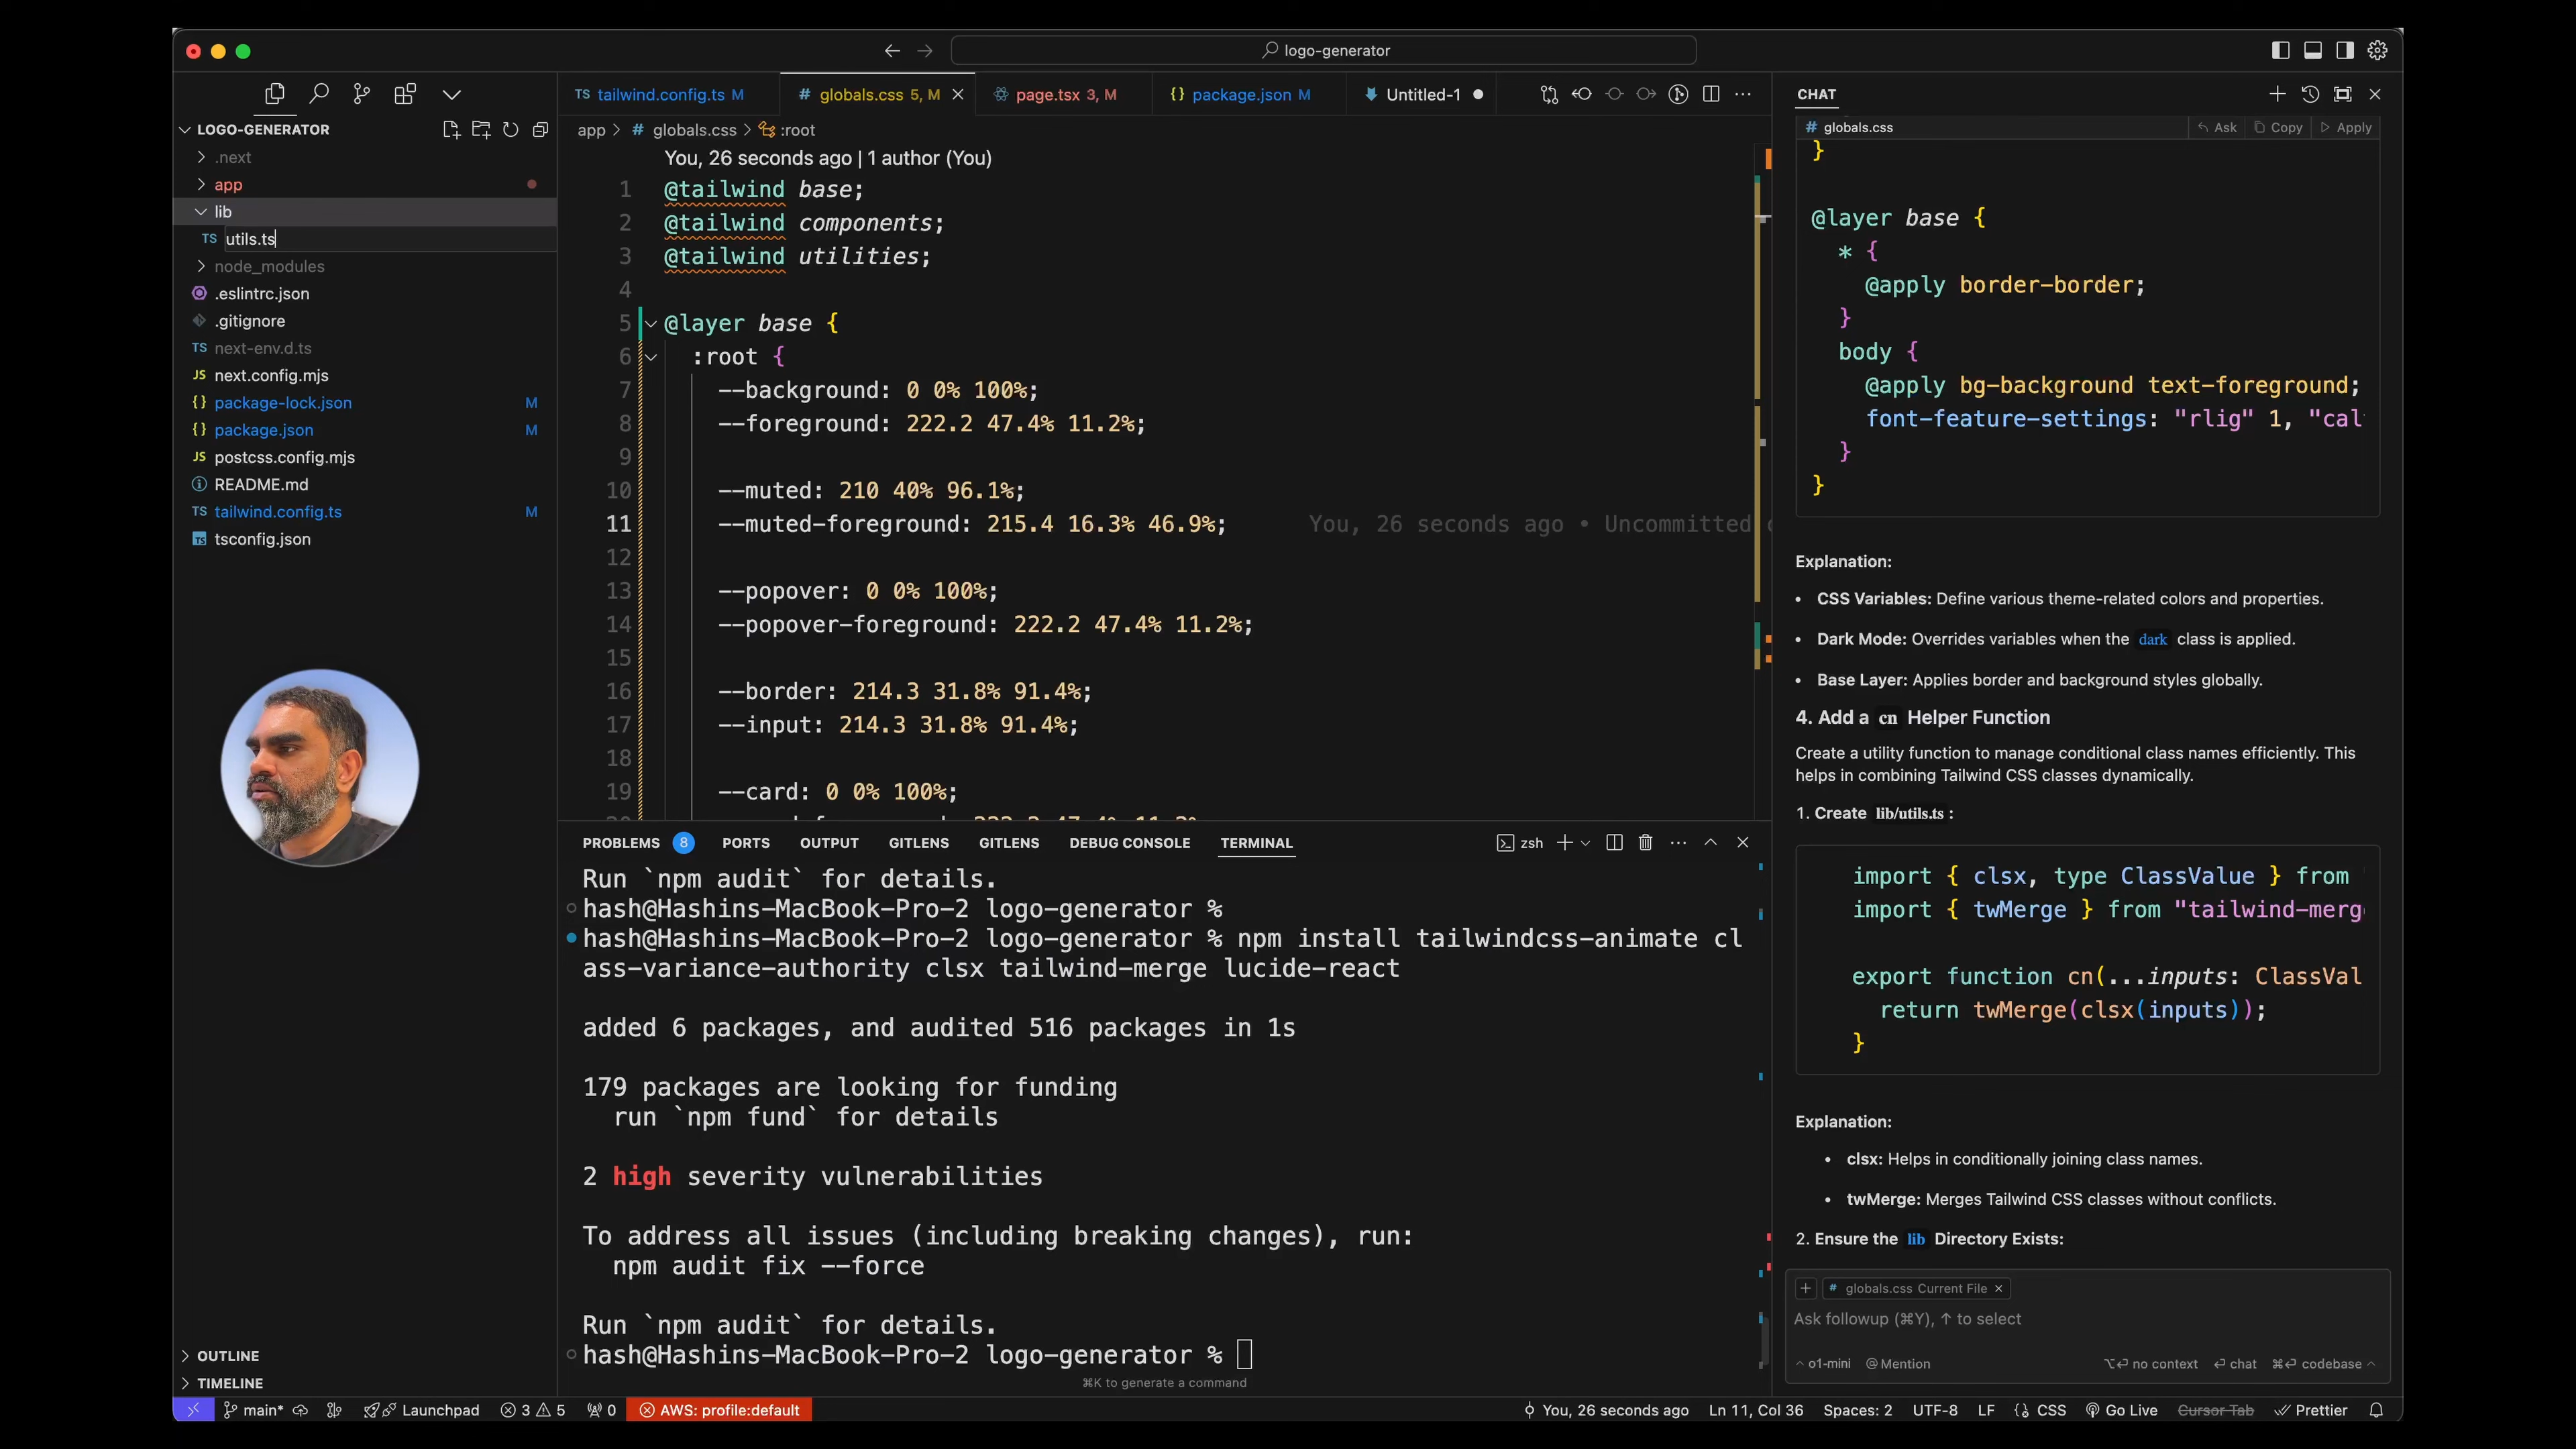 logo-generator
LOGO-GENERATOR
.next
app
lib
TS utils.ts
node_modules
.eslintrc.json
.gitignore
TS next-env.d.ts
JS next.config.mjs
{} package-lock.json M
{} package.json M
JS postcss.config.mjs
README.md
TS tailwind.config.ts M
TS tsconfig.json
OUTLINE
TIMELINE
TS tailwind.config.ts M
# globals.css 5, M
page.tsx 3, M
{} package.json M
Untitled-1
app > # globals.css > :root
You, 26 seconds ago | 1 author (You)
1 @tailwind base;
2 @tailwind components;
3 @tailwind utilities;
4
5 @layer base {
6 :root {
7 --background: 0 0% 100%;
8 --foreground: 222.2 47.4% 11.2%;
9
10 --muted: 210 40% 96.1%;
11 --muted-foreground: 215.4 16.3% 46.9%; You, 26 seconds ago • Uncommitted
12
13 --popover: 0 0% 100%;
14 --popover-foreground: 222.2 47.4% 11.2%;
15
16 --border: 214.3 31.8% 91.4%;
17 --input: 214.3 31.8% 91.4%;
18
19 --card: 0 0% 100%;
PROBLEMS 8 PORTS OUTPUT GITLENS GITLENS DEBUG CONSOLE TERMINAL
zsh
Run `npm audit` for details.
hash@Hashins-MacBook-Pro-2 logo-generator %
hash@Hashins-MacBook-Pro-2 logo-generator % npm install tailwindcss-animate cl
ass-variance-authority clsx tailwind-merge lucide-react
added 6 packages, and audited 516 packages in 1s
179 packages are looking for funding
run `npm fund` for details
2 high severity vulnerabilities
To address all issues (including breaking changes), run:
npm audit fix --force
Run `npm audit` for details.
hash@Hashins-MacBook-Pro-2 logo-generator %
⌘K to generate a command
CHAT
# globals.css Ask Copy Apply
}
@layer base {
* {
@apply border-border;
}
body {
@apply bg-background text-foreground;
font-feature-settings: "rlig" 1, "cal
}
}
Explanation:
• CSS Variables: Define various theme-related colors and properties.
• Dark Mode: Overrides variables when the dark class is applied.
• Base Layer: Applies border and background styles globally.
4. Add a cn Helper Function
Create a utility function to manage conditional class names efficiently. This
helps in combining Tailwind CSS classes dynamically.
1. Create lib/utils.ts :
import { clsx, type ClassValue } from
import { twMerge } from "tailwind-merg
export function cn(...inputs: ClassVal
return twMerge(clsx(inputs));
}
Explanation:
• clsx: Helps in conditionally joining class names.
• twMerge: Merges Tailwind CSS classes without conflicts.
2. Ensure the lib Directory Exists:
# globals.css Current File
Ask followup (⌘Y), ↑ to select
o1-mini @ Mention no context chat codebase
main* Launchpad 3 5 0 AWS: profile:default
You, 26 seconds ago Ln 11, Col 36 Spaces: 2 UTF-8 LF CSS Go Live Cursor Tab Prettier